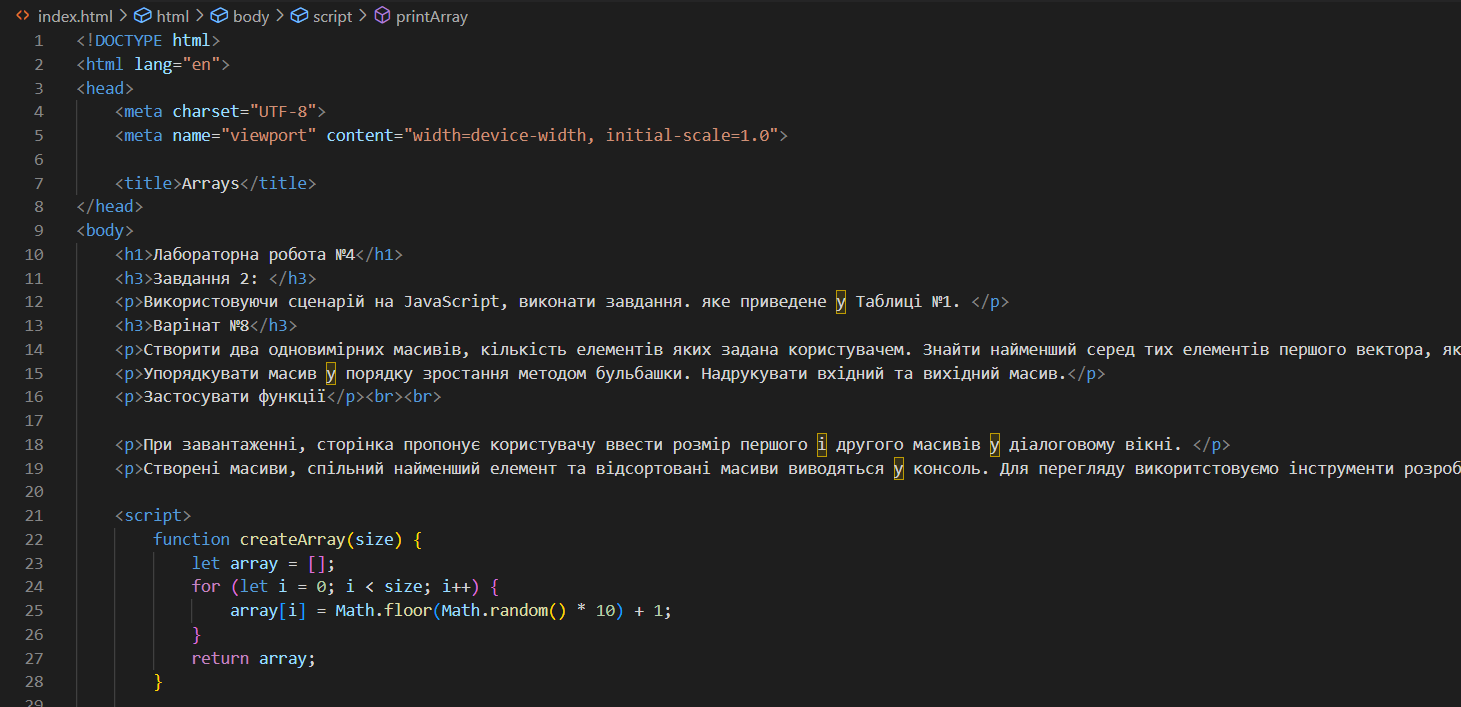 index.html > html > body > script > printArray
1 <!DOCTYPE html>
2 <html lang="en">
3 <head>
4 <meta charset="UTF-8">
5 <meta name="viewport" content="width=device-width, initial-scale=1.0">
6
7 <title>Arrays</title>
8 </head>
9 <body>
10 <h1>Лабораторна робота №4</h1>
11 <h3>Завдання 2: </h3>
12 <p>Використовуючи сценарій на JavaScript, виконати завдання. яке приведене у Таблиці №1. </p>
13 <h3>Варінат №8</h3>
14 <p>Створити два одновимірних масивів, кількість елементів яких задана користувачем. Знайти найменший серед тих елементів першого вектора, як
15 <p>Упорядкувати масив у порядку зростання методом бульбашки. Надрукувати вхідний та вихідний масив.</p>
16 <p>Застосувати функції</p><br><br>
17
18 <p>При завантаженні, сторінка пропонує користувачу ввести розмір першого і другого масивів у діалоговому вікні. </p>
19 <p>Створені масиви, спільний найменший елемент та відсортовані масиви виводяться у консоль. Для перегляду викоритстовуємо інструменти розроб
20
21 <script>
22 function createArray(size) {
23 let array = [];
24 for (let i = 0; i < size; i++) {
25 array[i] = Math.floor(Math.random() * 10) + 1;
26 }
27 return array;
28 }
29